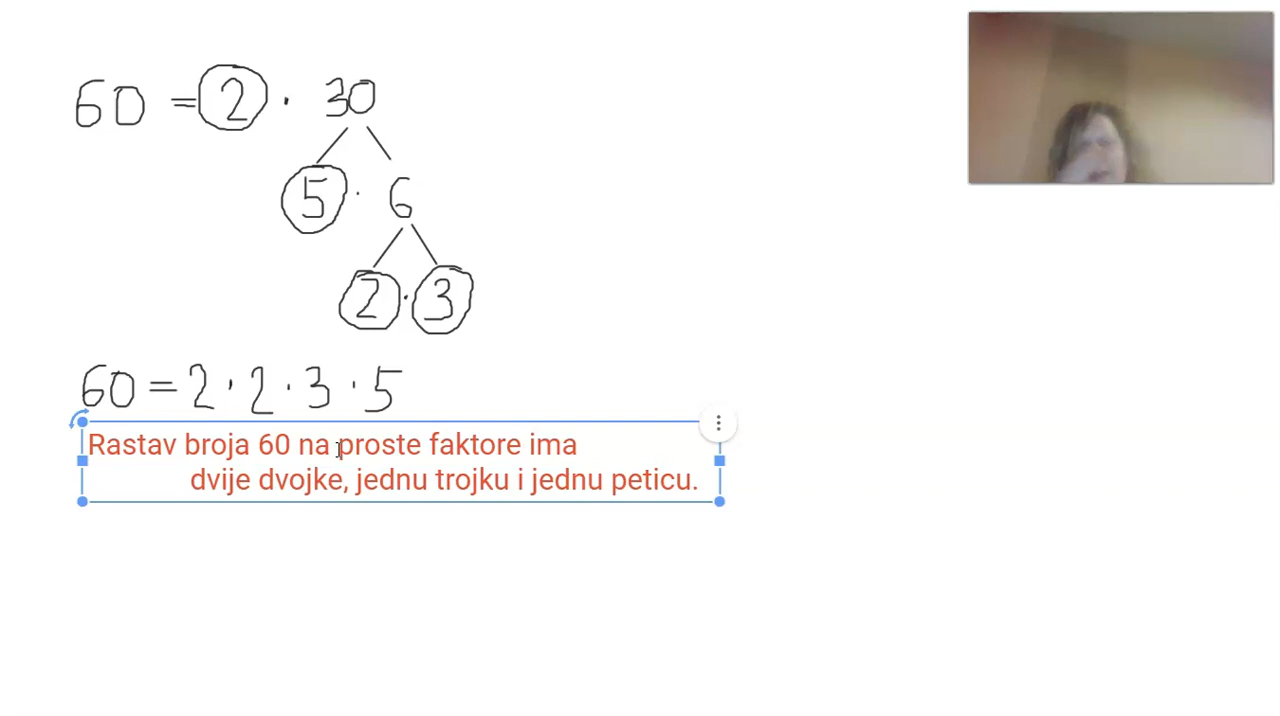 60 = 2 · 30
5 · 6
2 · 3
60 = 2 · 2 · 3 · 5
Rastav broja 60 na proste faktore ima
dvije dvojke, jednu trojku i jednu peticu.